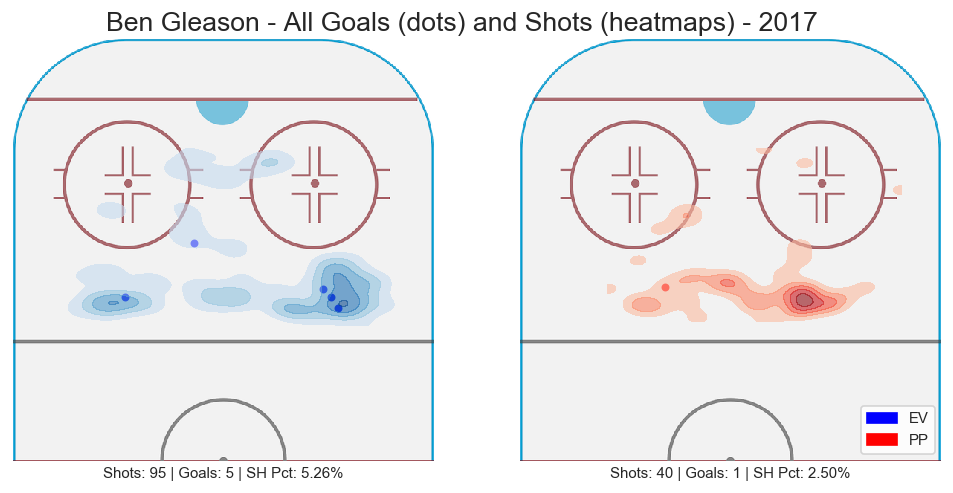 Ben Gleason - All Goals (dots) and Shots (heatmaps) - 2017
EV
PP
Shots: 95 | Goals: 5 | SH Pct: 5.26%
Shots: 40 | Goals: 1 | SH Pct: 2.50%